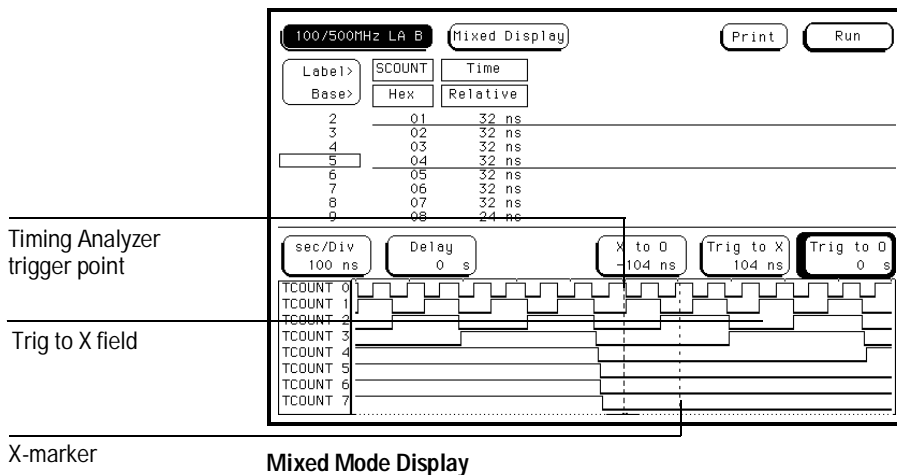 100/500MHz LA B Mixed Display Print Run
Label> SCOUNT Time
Base> Hex Relative
2 01 32 ns
3 02 32 ns
4 03 32 ns
5 04 32 ns
6 05 32 ns
7 06 32 ns
8 07 32 ns
9 08 24 ns
Timing Analyzer
trigger point
sec/Div Delay X to O Trig to X Trig to O
100 ns 0 s -104 ns 104 ns 0 s
TCOUNT 0
TCOUNT 1
TCOUNT 2
Trig to X field
TCOUNT 3
TCOUNT 4
TCOUNT 5
TCOUNT 6
TCOUNT 7
X-marker
Mixed Mode Display